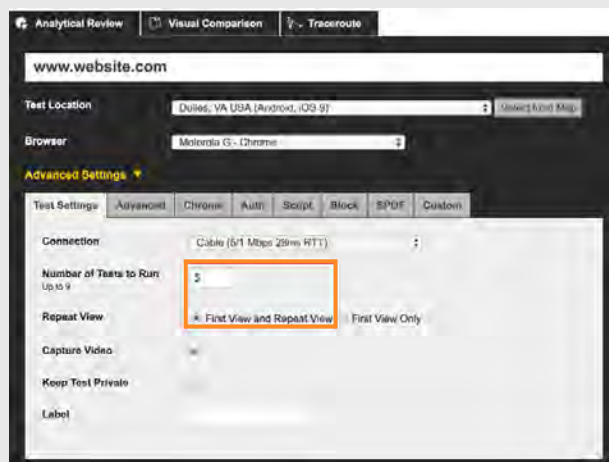 Analytical Review Visual Comparison Traceroute
www.website.com
Test Location Dulles, VA USA (Android, iOS 9) Select from Map
Browser Motorola G - Chrome
Advanced Settings ▼
Test Settings Advanced Chrome Auth Script Block SPOF Custom
Connection Cable (5/1 Mbps 28ms RTT)
Number of Tests to Run
Up to 9
Repeat View First View and Repeat View First View Only
Capture Video
Keep Test Private
Label